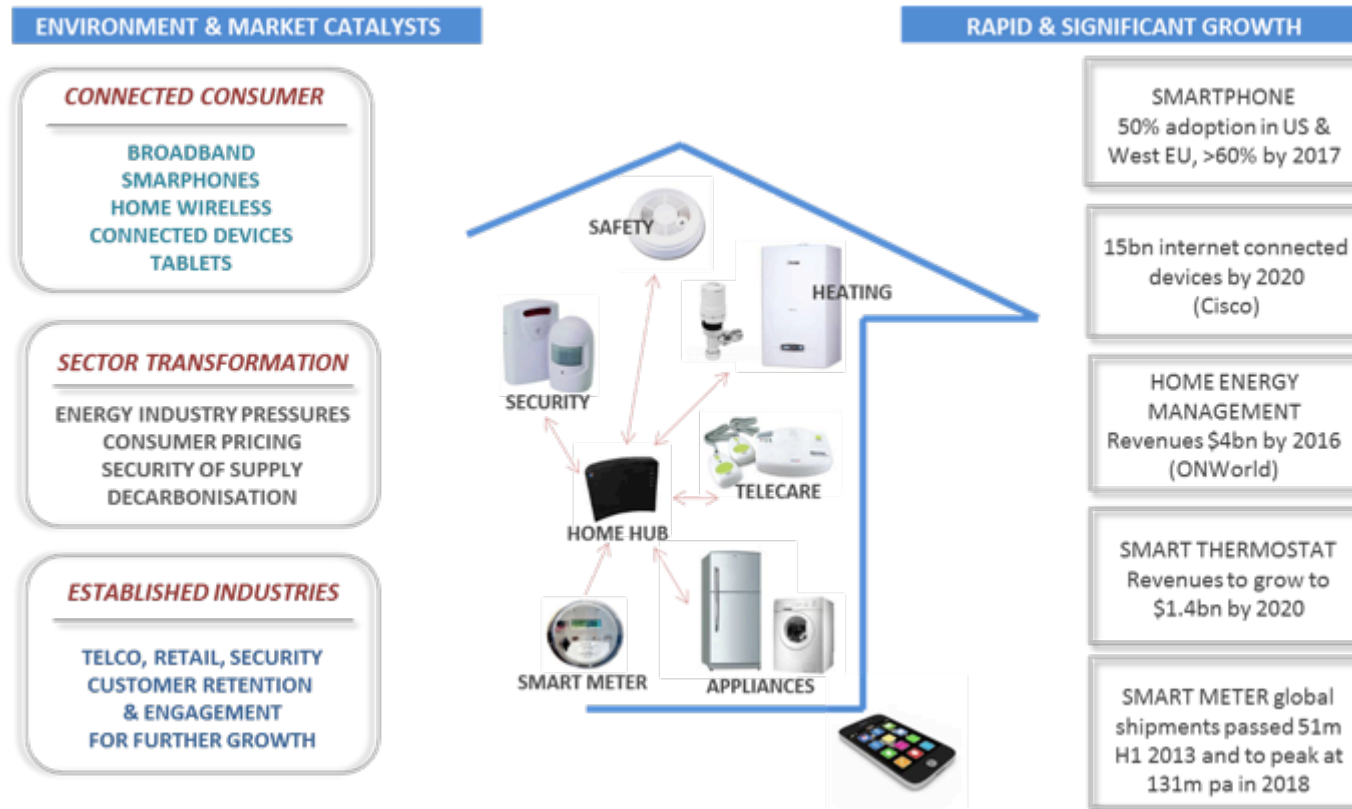 ENVIRONMENT & MARKET CATALYSTS
CONNECTED CONSUMER
BROADBAND
SMARPHONES
HOME WIRELESS
CONNECTED DEVICES
TABLETS
SECTOR TRANSFORMATION
ENERGY INDUSTRY PRESSURES
CONSUMER PRICING
SECURITY OF SUPPLY
DECARBONISATION
ESTABLISHED INDUSTRIES
TELCO, RETAIL, SECURITY
CUSTOMER RETENTION
& ENGAGEMENT
FOR FURTHER GROWTH
SAFETY
HEATING
SECURITY
TELECARE
HOME HUB
SMART METER
APPLIANCES
RAPID & SIGNIFICANT GROWTH
SMARTPHONE
50% adoption in US &
West EU, >60% by 2017
15bn internet connected
devices by 2020
(Cisco)
HOME ENERGY
MANAGEMENT
Revenues $4bn by 2016
(ONWorld)
SMART THERMOSTAT
Revenues to grow to
$1.4bn by 2020
SMART METER global
shipments passed 51m
H1 2013 and to peak at
131m pa in 2018